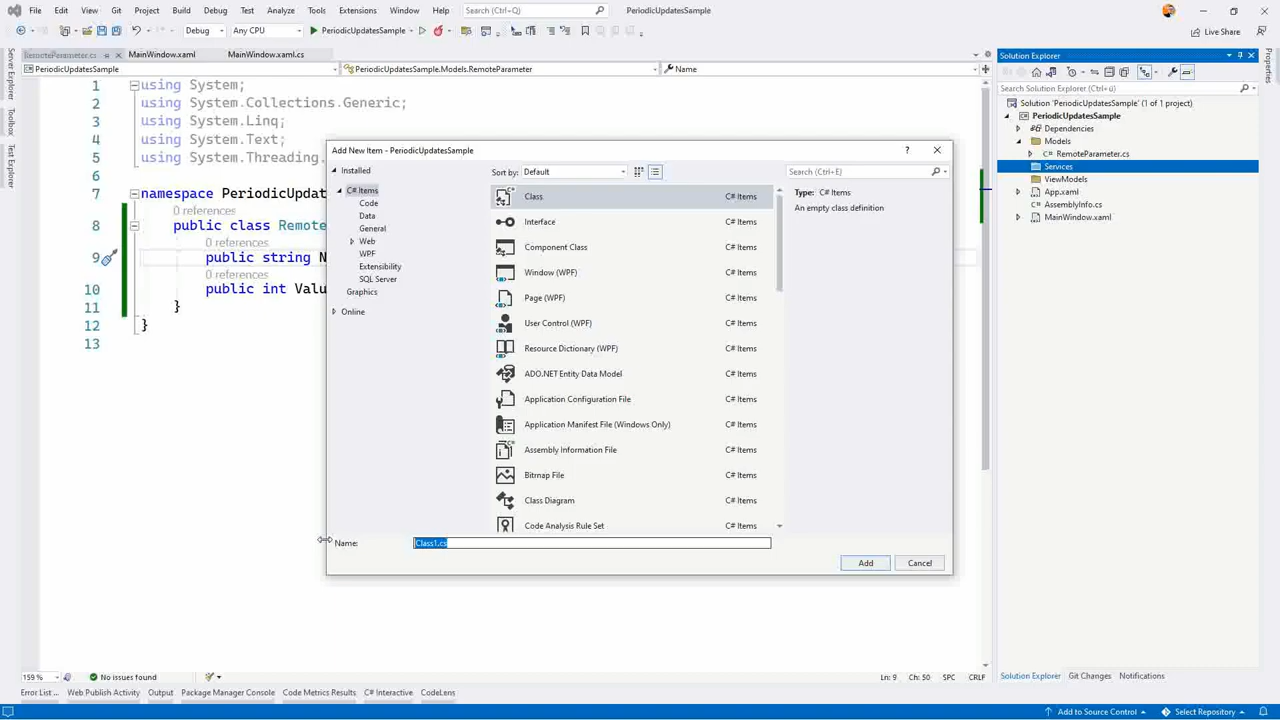 File Edit View Git Project Build Debug Test Analyze Tools Extensions Window Help Search (Ctrl+E) PeriodicUpdatesSample
Debug Any CPU PeriodicUpdatesSample Live Share
Server Explorer
Toolbox
Test Explorer
RemoteParameter.cs MainWindow.xaml MainWindow.xaml.cs
PeriodicUpdatesSample PeriodicUpdatesSample.Models.RemoteParameter Name
1 using System;
2 using System.Collections.Generic;
3 using System.Linq;
4 using System.Text;
5 using System.Threading.
6
7 namespace PeriodicUpdat
0 references
8 public class Remote
0 references
9 public string N
0 references
10 public int Valu
11 }
12 }
13
Add New Item - PeriodicUpdatesSample ?
Installed
C# Items
Code
Data
General
Web
WPF
Extensibility
SQL Server
Graphics
Online
Sort by: Default
Search (Ctrl+E)
Class C# Items
Interface C# Items
Component Class C# Items
Window (WPF) C# Items
Page (WPF) C# Items
User Control (WPF) C# Items
Resource Dictionary (WPF) C# Items
ADO.NET Entity Data Model C# Items
Application Configuration File C# Items
Application Manifest File (Windows Only) C# Items
Assembly Information File C# Items
Bitmap File C# Items
Class Diagram C# Items
Code Analysis Rule Set C# Items
Type: C# Items
An empty class definition
Name: Class1.cs
Add Cancel
Solution Explorer
Search Solution Explorer (Ctrl+ü)
Solution 'PeriodicUpdatesSample' (1 of 1 project)
PeriodicUpdatesSample
Dependencies
Models
C# RemoteParameter.cs
Services
ViewModels
App.xaml
AssemblyInfo.cs
MainWindow.xaml
Properties
159 % No issues found Ln: 9 Ch: 50 SPC CRLF
Solution Explorer Git Changes Notifications
Error List ... Web Publish Activity Output Package Manager Console Code Metrics Results C# Interactive CodeLens
Add to Source Control Select Repository